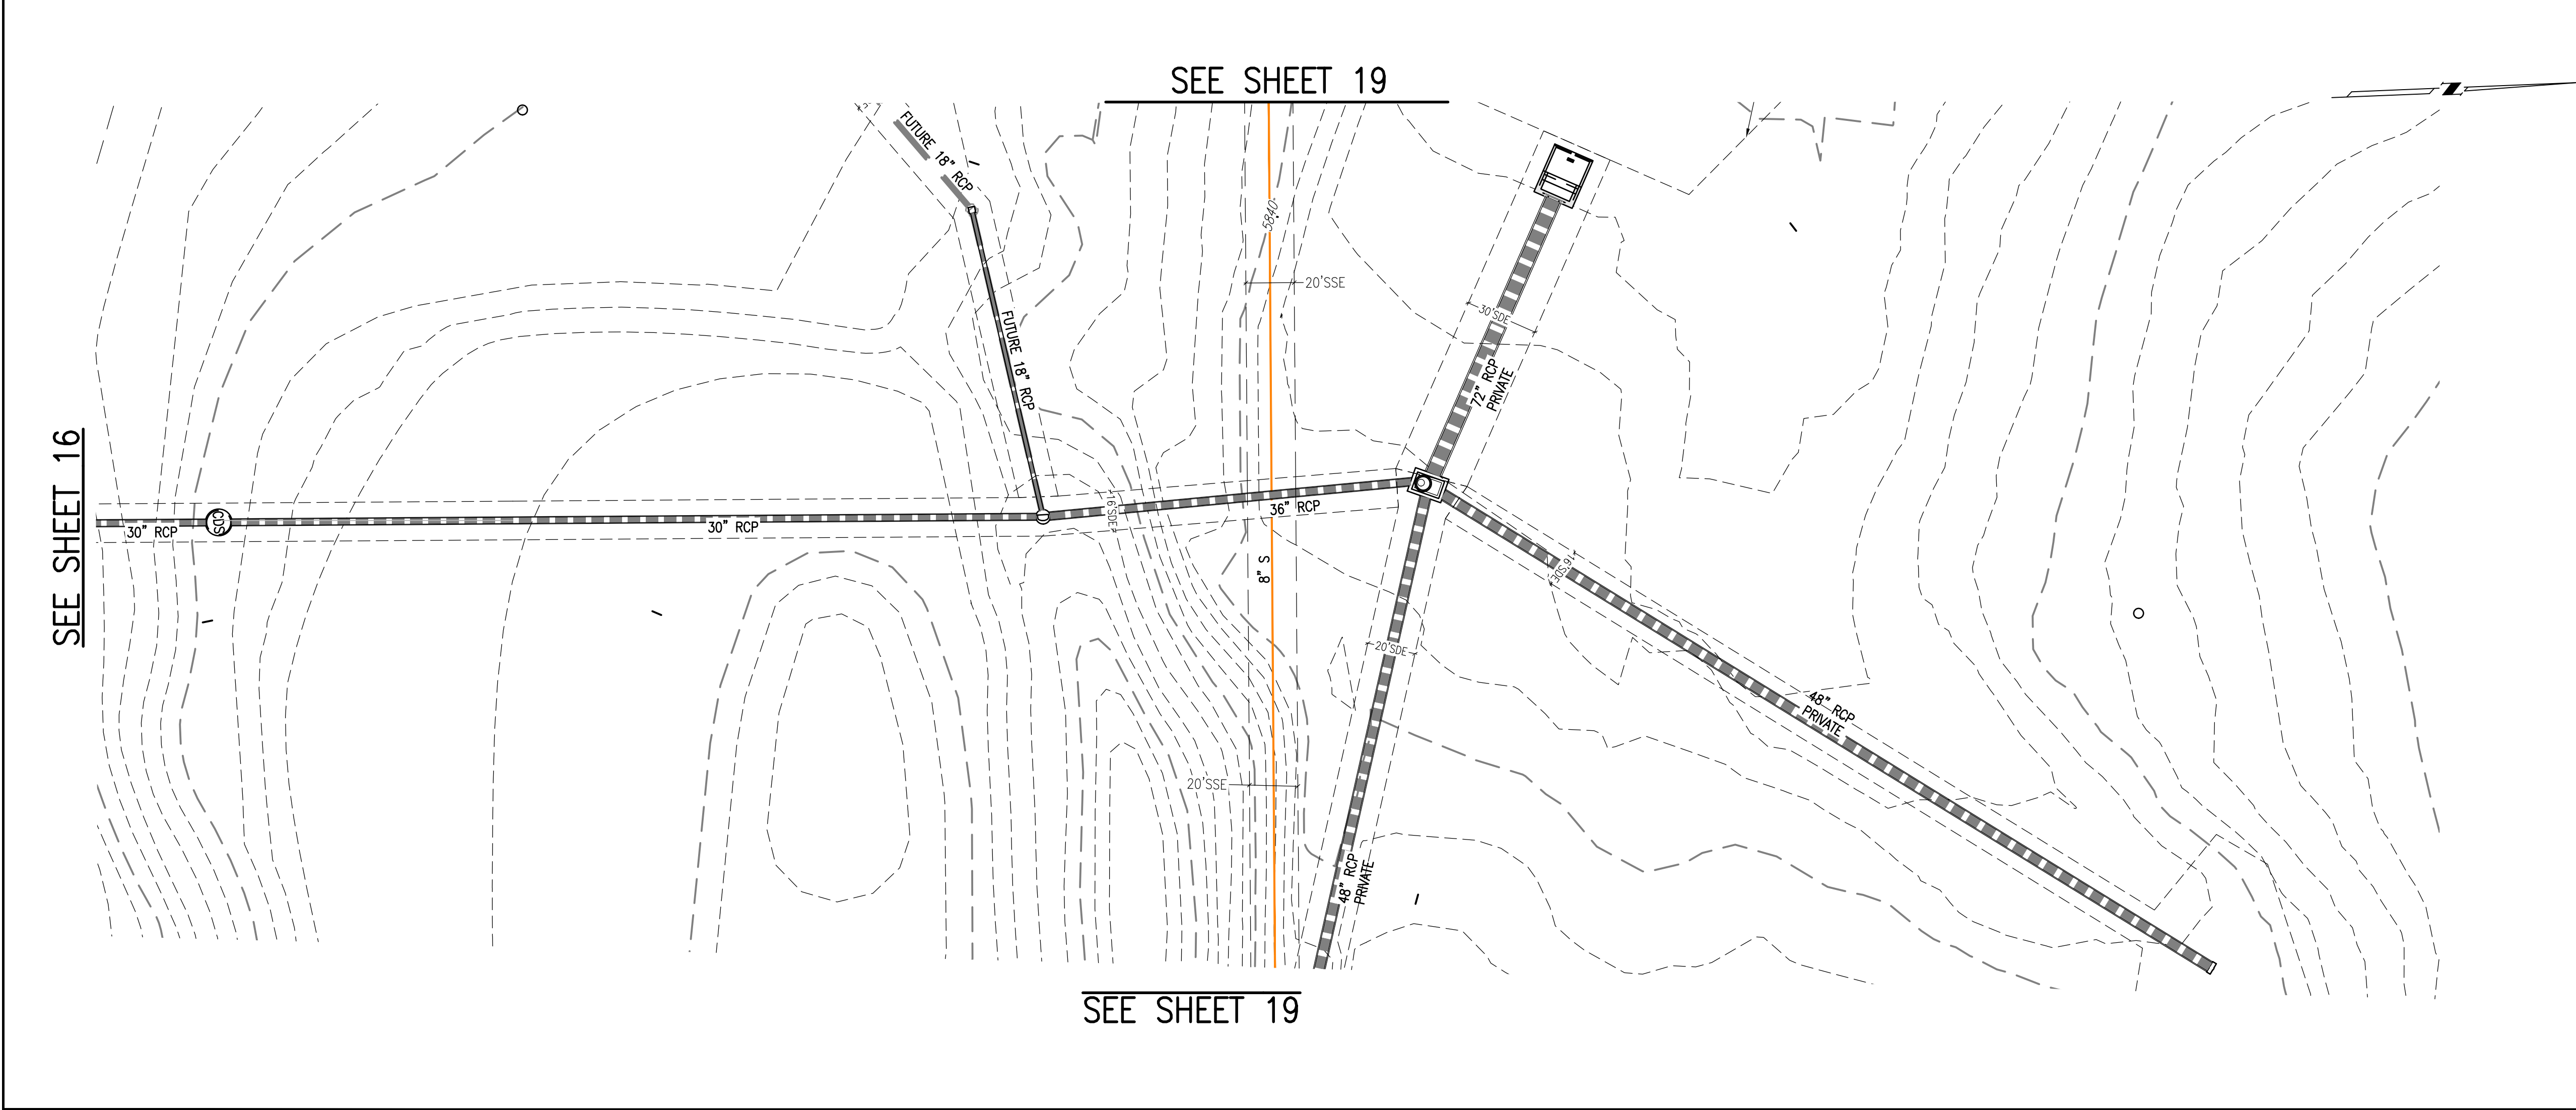 SEE SHEET 19
FUTURE 18" RCP
5840
20'SSE
30'SDE
FUTURE 18" RCP
72" RCP
PRIVATE
SEE SHEET 16
CDS
30" RCP
30" RCP
16'SDE
36" RCP
8" S
16'SDE
20'SDE
48" RCP
PRIVATE
20'SSE
48" RCP
PRIVATE
SEE SHEET 19